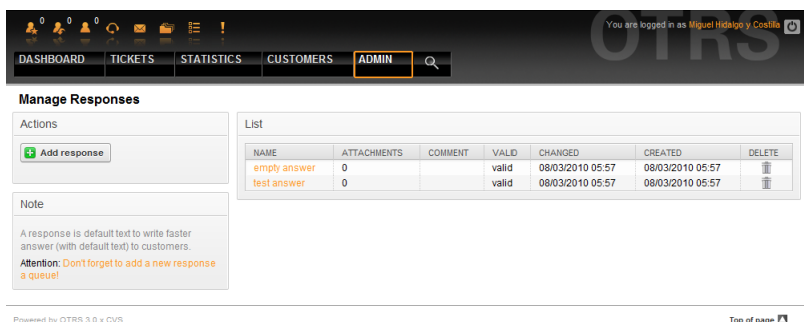 0 0 0
You are logged in as Miguel Hidalgo y Costilla
OTRS
DASHBOARD TICKETS STATISTICS CUSTOMERS ADMIN
Manage Responses
Actions
Add response
Note
A response is default text to write faster
answer (with default text) to customers.
Attention: Don't forget to add a new response
a queue!
List
NAME ATTACHMENTS COMMENT VALID CHANGED CREATED DELETE
empty answer 0 valid 08/03/2010 05:57 08/03/2010 05:57
test answer 0 valid 08/03/2010 05:57 08/03/2010 05:57
Powered by OTRS 3.0.x CVS
Top of page